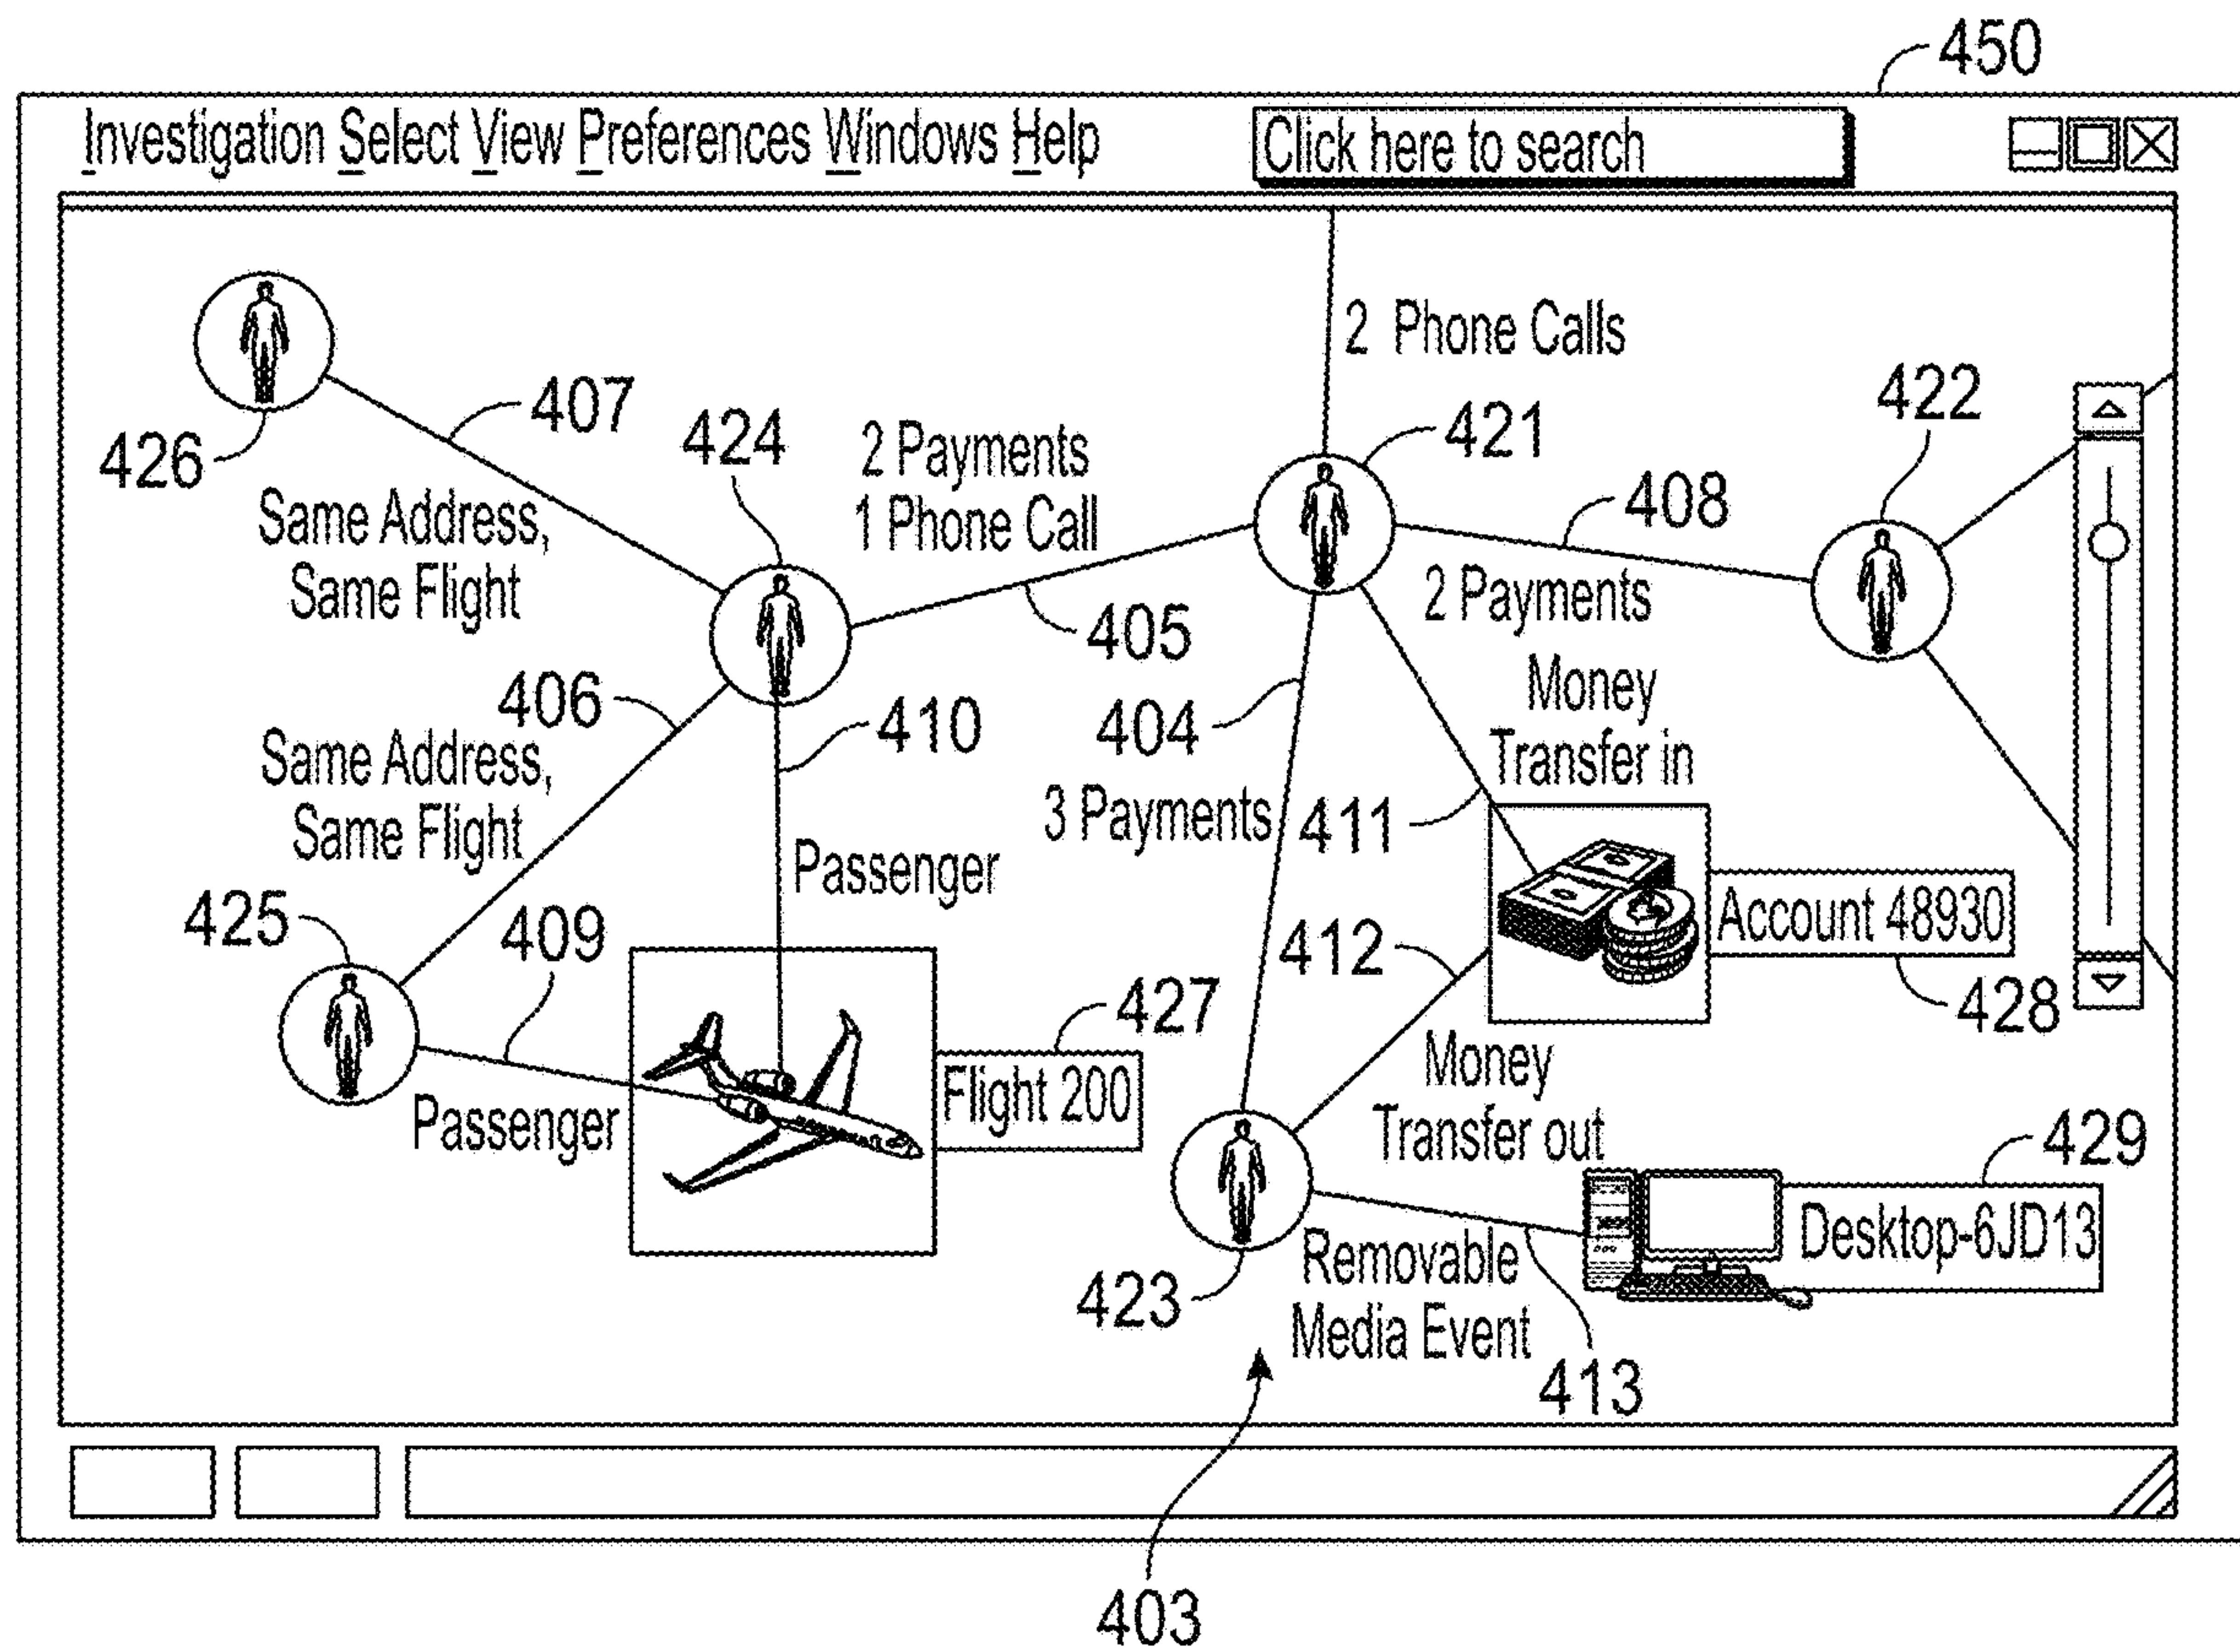 450
Investigation Select View Preferences Windows Help
Click here to search
2 Phone Calls
407
426
424
2 Payments
1 Phone Call
421
422
408
Same Address,
Same Flight
405
2 Payments
406
410
404
Money
Transfer in
Same Address,
Same Flight
3 Payments
411
Passenger
425
409
412
Account 48930
427
428
Flight 200
Passenger
Money
Transfer out
429
Desktop-6JD13
423
Removable
Media Event
413
403